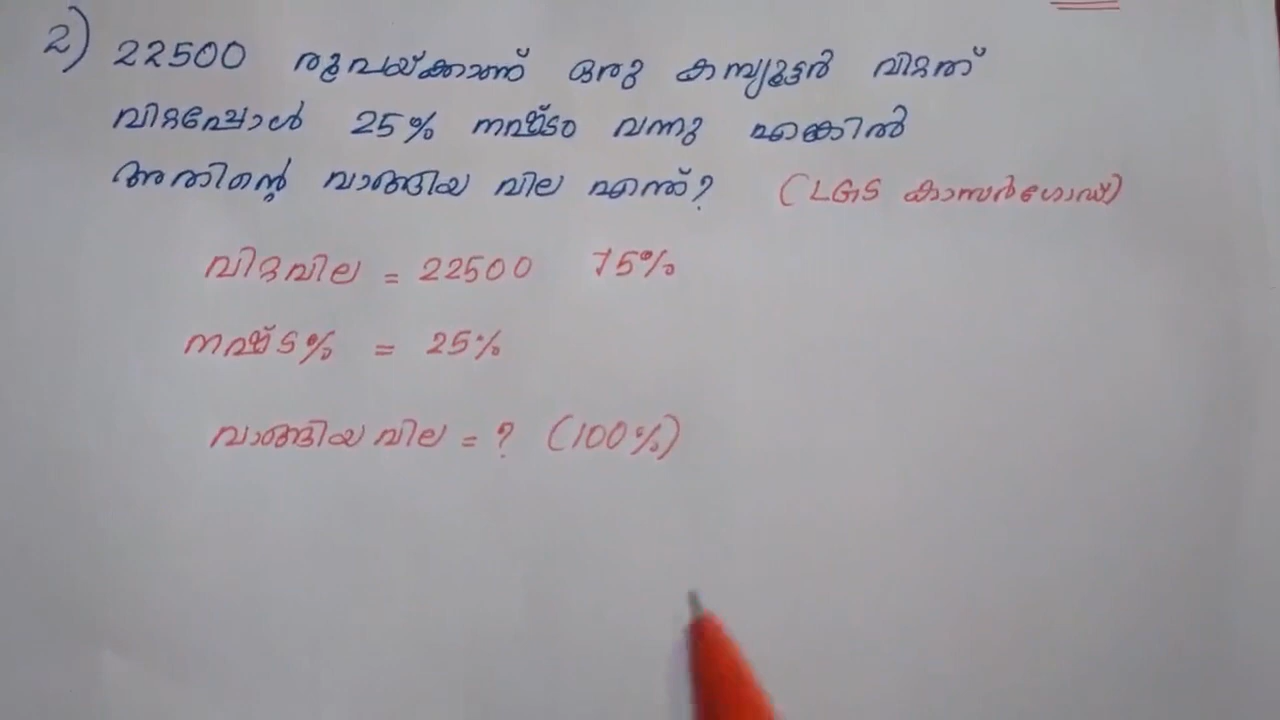 2) 22500 രൂപയ്ക്കാണ് ഒരു കമ്പ്യൂട്ടർ വിറ്റത്
വിറ്റപ്പോൾ 25% നഷ്ടം വന്നു എങ്കിൽ
അതിന്റെ വാങ്ങിയ വില എന്ത്? (LGS കാസർഗോഡ്)
വിറ്റവില = 22500 75%
നഷ്ട% = 25%
വാങ്ങിയ വില = ? (100%)